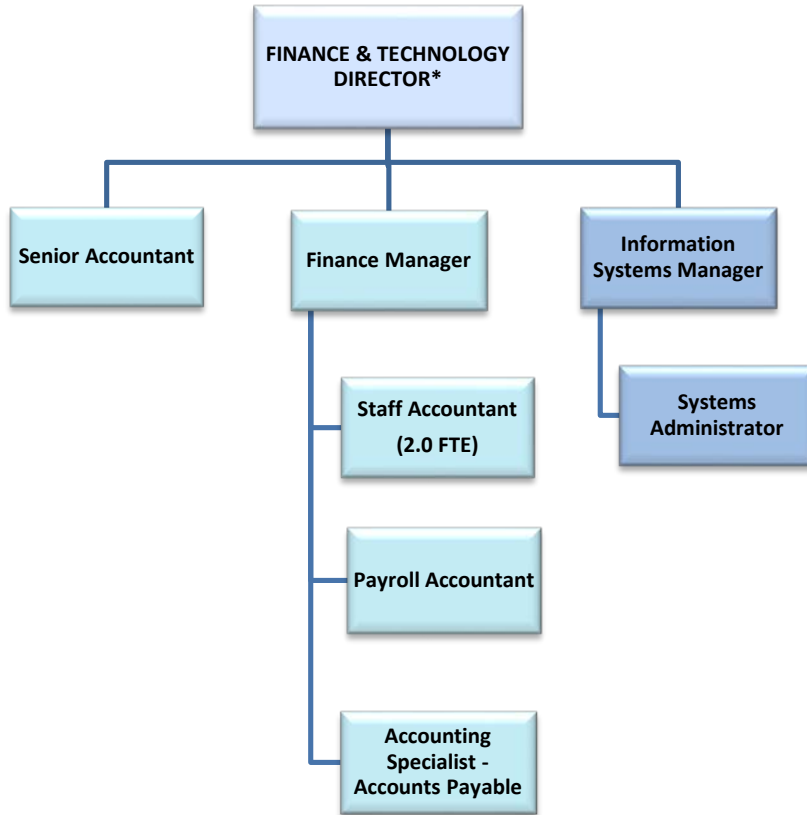 FINANCE & TECHNOLOGY
DIRECTOR*
Senior Accountant
Finance Manager
Information
Systems Manager
Staff Accountant
(2.0 FTE)
Systems
Administrator
Payroll Accountant
Accounting
Specialist -
Accounts Payable